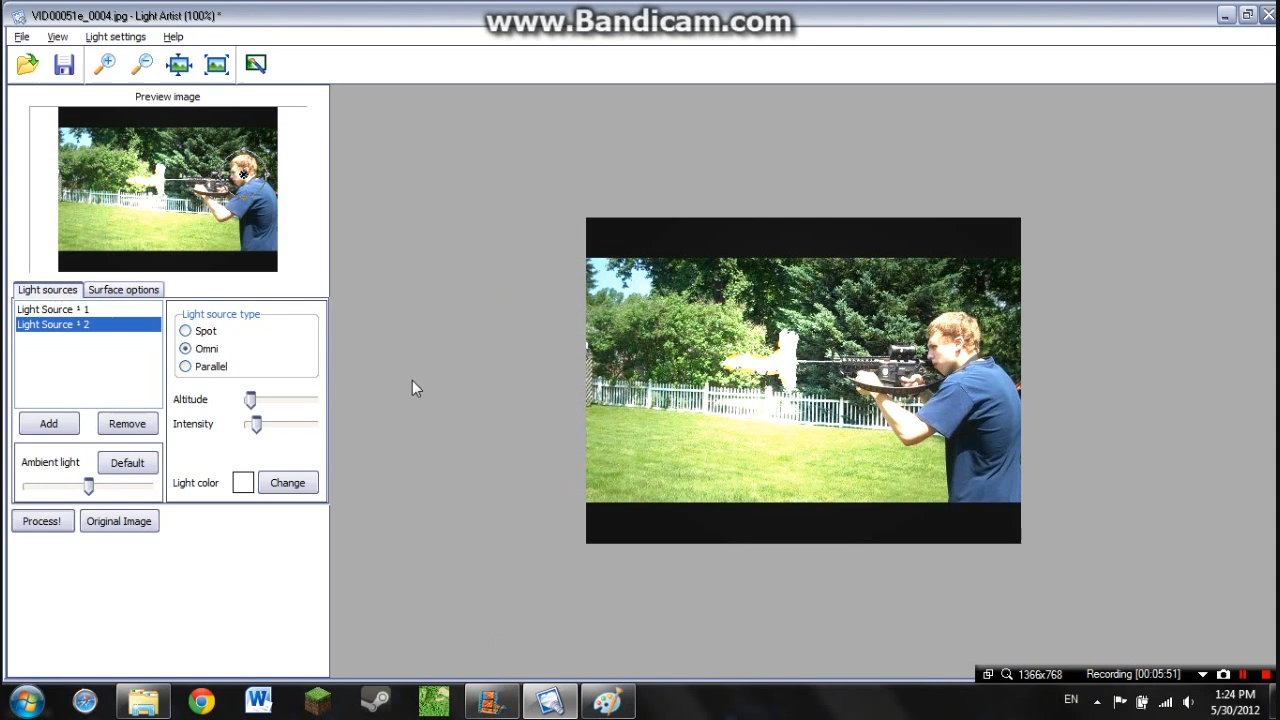 VID00051e_0004.jpg - Light Artist (100%) *
www.Bandicam.com
File View Light settings Help
Preview image
Light sources Surface options
Light Source ¹ 1
Light Source ¹ 2
Light source type
Spot
Omni
Parallel
Altitude
Intensity
Add Remove
Ambient light Default
Light color Change
Process! Original Image
1366x768 Recording [00:05:51]
EN
1:24 PM
5/30/2012